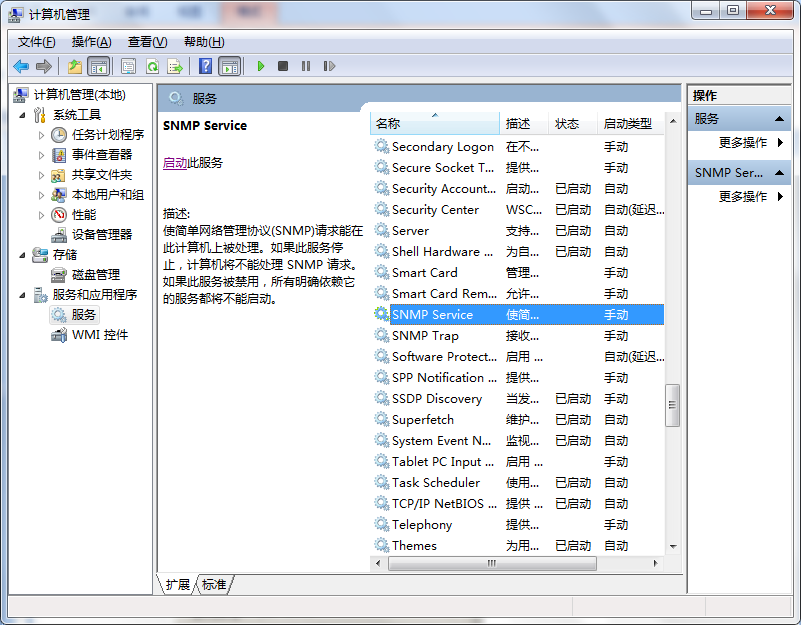 计算机管理
文件(F) 操作(A) 查看(V) 帮助(H)
计算机管理(本地)
系统工具
任务计划程序
事件查看器
共享文件夹
本地用户和组
性能
设备管理器
存储
磁盘管理
服务和应用程序
服务
WMI 控件
服务
SNMP Service
启动此服务
描述:
使简单网络管理协议(SNMP)请求能在
此计算机上被处理。如果此服务停
止，计算机将不能处理 SNMP 请求。
如果此服务被禁用，所有明确依赖它
的服务都将不能启动。
名称 描述 状态 启动类型
Secondary Logon 在不... 手动
Secure Socket T... 提供... 手动
Security Account... 启动... 已启动 自动
Security Center WSC... 已启动 自动(延迟...
Server 支持... 已启动 自动
Shell Hardware ... 为自... 已启动 自动
Smart Card 管理... 手动
Smart Card Rem... 允许... 手动
SNMP Service 使简... 手动
SNMP Trap 接收... 手动
Software Protect... 启用 ... 自动(延迟...
SPP Notification ... 提供... 手动
SSDP Discovery 当发... 已启动 手动
Superfetch 维护... 已启动 自动
System Event N... 监视... 已启动 自动
Tablet PC Input ... 启用 ... 手动
Task Scheduler 使用... 已启动 自动
TCP/IP NetBIOS ... 提供 ... 已启动 自动
Telephony 提供... 手动
Themes 为用... 已启动 自动
扩展 标准
操作
服务
更多操作
SNMP Ser...
更多操作